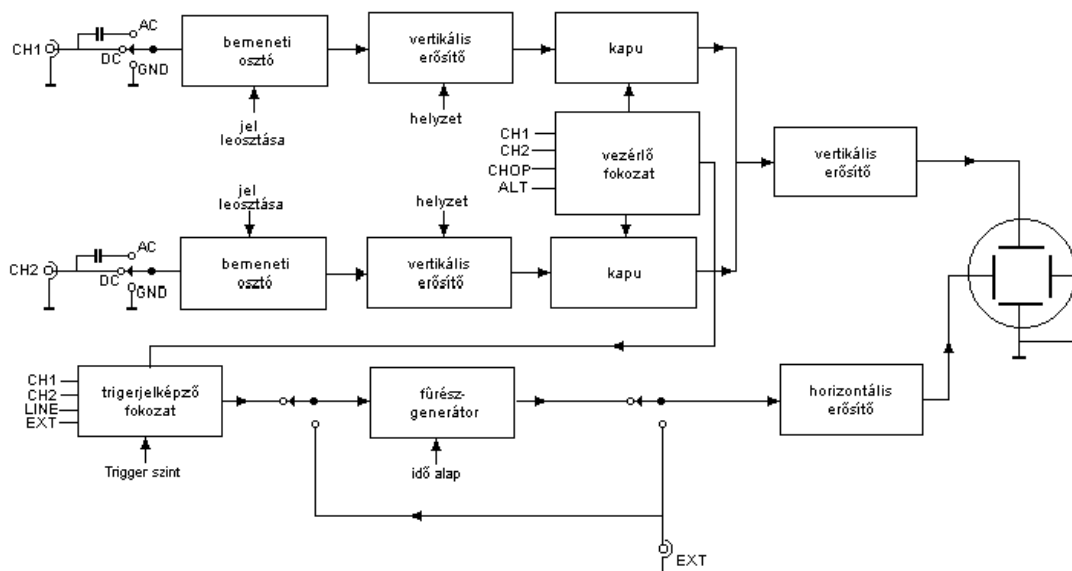 AC
CH1
DC
GND
bemeneti
osztó
vertikális
erősítő
kapu
jel
leosztása
helyzet
CH1
CH2
CHOP
ALT
vezérlő
fokozat
vertikális
erősítő
jel
leosztása
helyzet
AC
CH2
DC
GND
bemeneti
osztó
vertikális
erősítő
kapu
CH1
CH2
LINE
EXT
trigerjelképző
fokozat
fûrész-
generátor
horizontális
erősítő
Trigger szint
idő alap
EXT